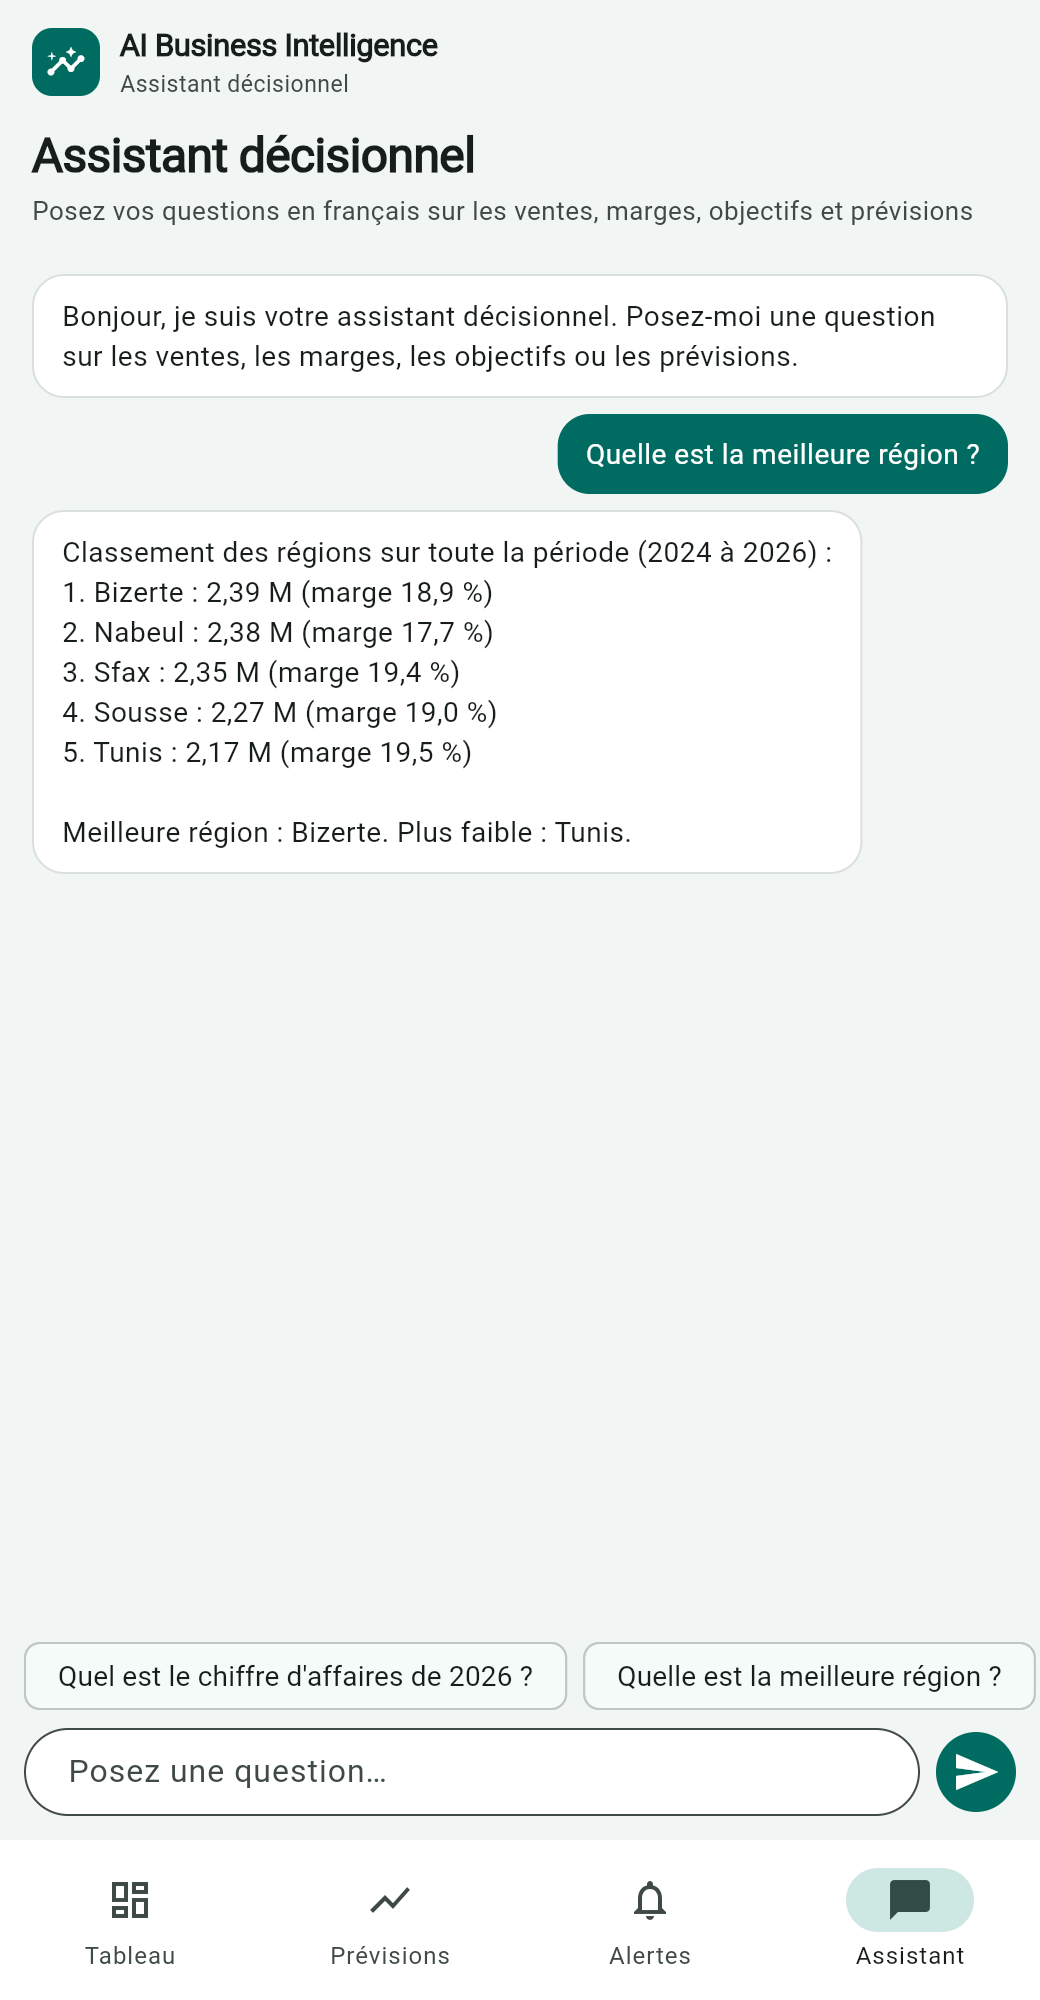 AI Business Intelligence
Assistant décisionnel
Assistant décisionnel
Posez vos questions en français sur les ventes, marges, objectifs et prévisions
Bonjour, je suis votre assistant décisionnel. Posez-moi une question
sur les ventes, les marges, les objectifs ou les prévisions.
Quelle est la meilleure région ?
Classement des régions sur toute la période (2024 à 2026) :
1. Bizerte : 2,39 M (marge 18,9 %)
2. Nabeul : 2,38 M (marge 17,7 %)
3. Sfax : 2,35 M (marge 19,4 %)
4. Sousse : 2,27 M (marge 19,0 %)
5. Tunis : 2,17 M (marge 19,5 %)
Meilleure région : Bizerte. Plus faible : Tunis.
Quel est le chiffre d'affaires de 2026 ?
Quelle est la meilleure région ?
Posez une question…
Tableau
Prévisions
Alertes
Assistant